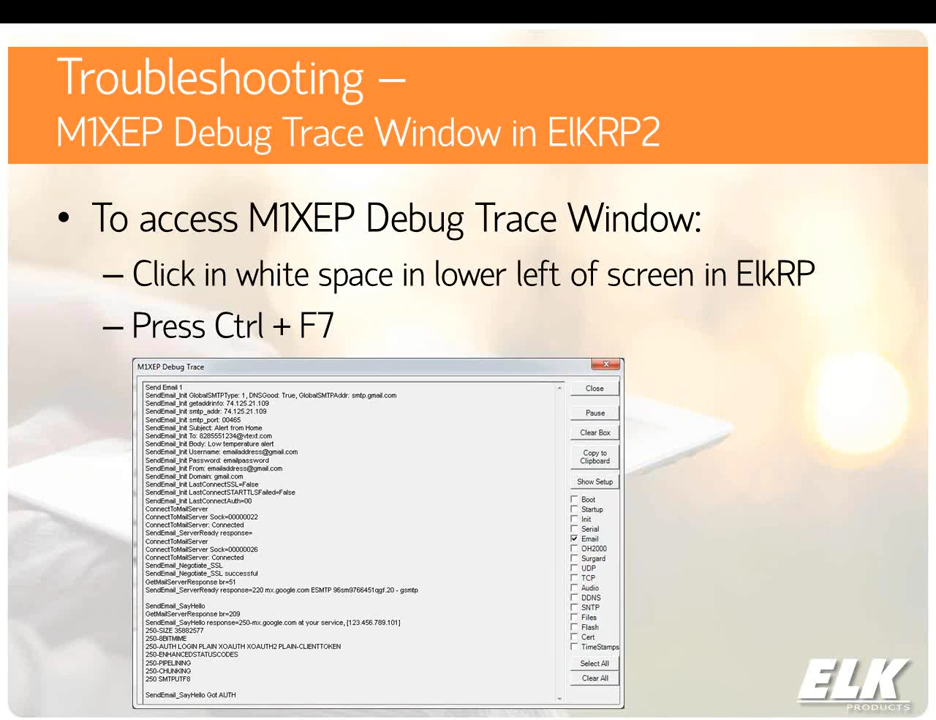 Troubleshooting –
M1XEP Debug Trace Window in ElKRP2
• To access M1XEP Debug Trace Window:
– Click in white space in lower left of screen in ElkRP
– Press Ctrl + F7
M1XEP Debug Trace
Send Email 1
SendEmail_Init GlobalSMTPType: 1, DNSGood: True, GlobalSMTPAddr: smtp.gmail.com
SendEmail_Init getaddrinfo: 74.125.21.109
SendEmail_Init smtp_addr: 74.125.21.109
SendEmail_Init smtp_port: 00465
SendEmail_Init Subject: Alert from Home
SendEmail_Init To: 8285551234@vtext.com
SendEmail_Init Body: Low temperature alert
SendEmail_Init Username: emailaddress@gmail.com
SendEmail_Init Password: emailpassword
SendEmail_Init From: emailaddress@gmail.com
SendEmail_Init Domain: gmail.com
SendEmail_Init LastConnectSSL=False
SendEmail_Init LastConnectSTARTTLSFailed=False
SendEmail_Init LastConnectAuth=00
ConnectToMailServer
ConnectToMailServer Sock=00000022
ConnectToMailServer: Connected
SendEmail_ServerReady response=
ConnectToMailServer
ConnectToMailServer Sock=00000026
ConnectToMailServer: Connected
SendEmail_Negotiate_SSL
SendEmail_Negotiate_SSL successful
GetMailServerResponse br=51
SendEmail_ServerReady response=220 mx.google.com ESMTP 96sm9766451qgf.20 - gsmtp
SendEmail_SayHello
GetMailServerResponse br=209
SendEmail_SayHello response=250-mx.google.com at your service, [123.456.789.101]
250-SIZE 35882577
250-8BITMIME
250-AUTH LOGIN PLAIN XOAUTH XOAUTH2 PLAIN-CLIENTTOKEN
250-ENHANCEDSTATUSCODES
250-PIPELINING
250-CHUNKING
250 SMTPUTF8
SendEmail_SayHello Got AUTH
Close
Pause
Clear Box
Copy to
Clipboard
Show Setup
Boot
Startup
Init
Serial
Email
OH2000
Surgard
UDP
TCP
Audio
DDNS
SNTP
Files
Flash
Cert
TimeStamps
Select All
Clear All
ELK
PRODUCTS